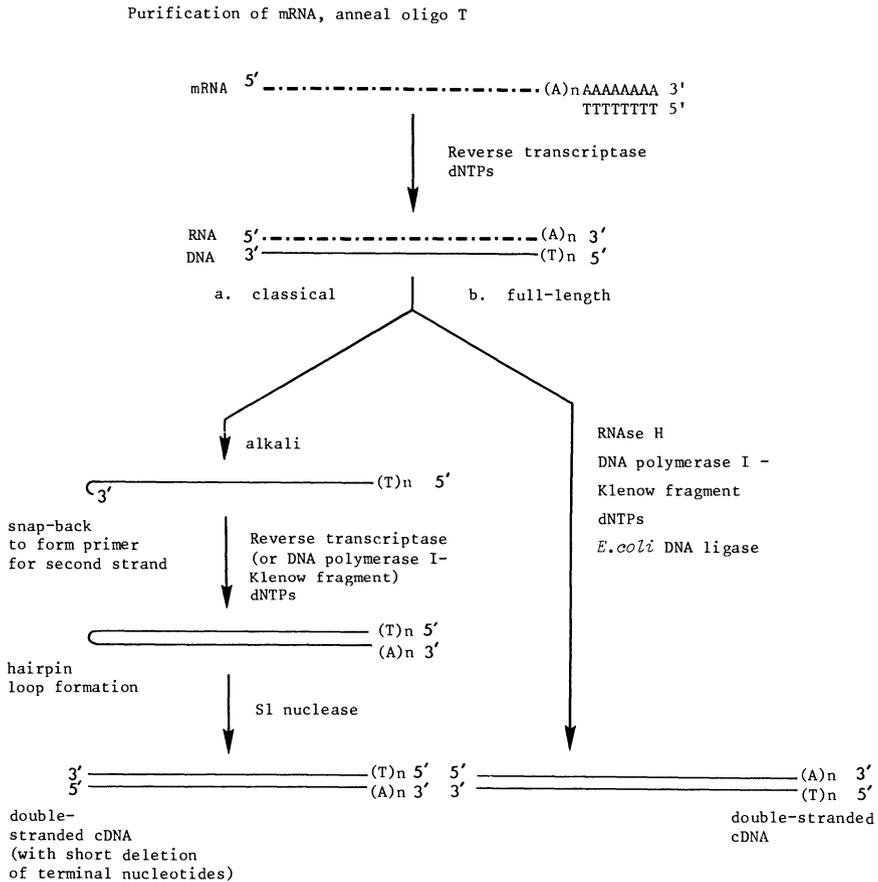 Purification of mRNA, anneal oligo T
mRNA 5' (A)nAAAAAAAA 3'
TTTTTTTT 5'
Reverse transcriptase
dNTPs
RNA 5' (A)n 3'
DNA 3' (T)n 5'
a. classical
b. full-length
alkali
3' (T)n 5'
snap-back
to form primer
for second strand
Reverse transcriptase
(or DNA polymerase I-
Klenow fragment)
dNTPs
(T)n 5'
(A)n 3'
hairpin
loop formation
S1 nuclease
3' (T)n 5'
5' (A)n 3'
double-
stranded cDNA
(with short deletion
of terminal nucleotides)
RNAse H
DNA polymerase I -
Klenow fragment
dNTPs
E.coli DNA ligase
5' (A)n 3'
3' (T)n 5'
double-stranded
cDNA